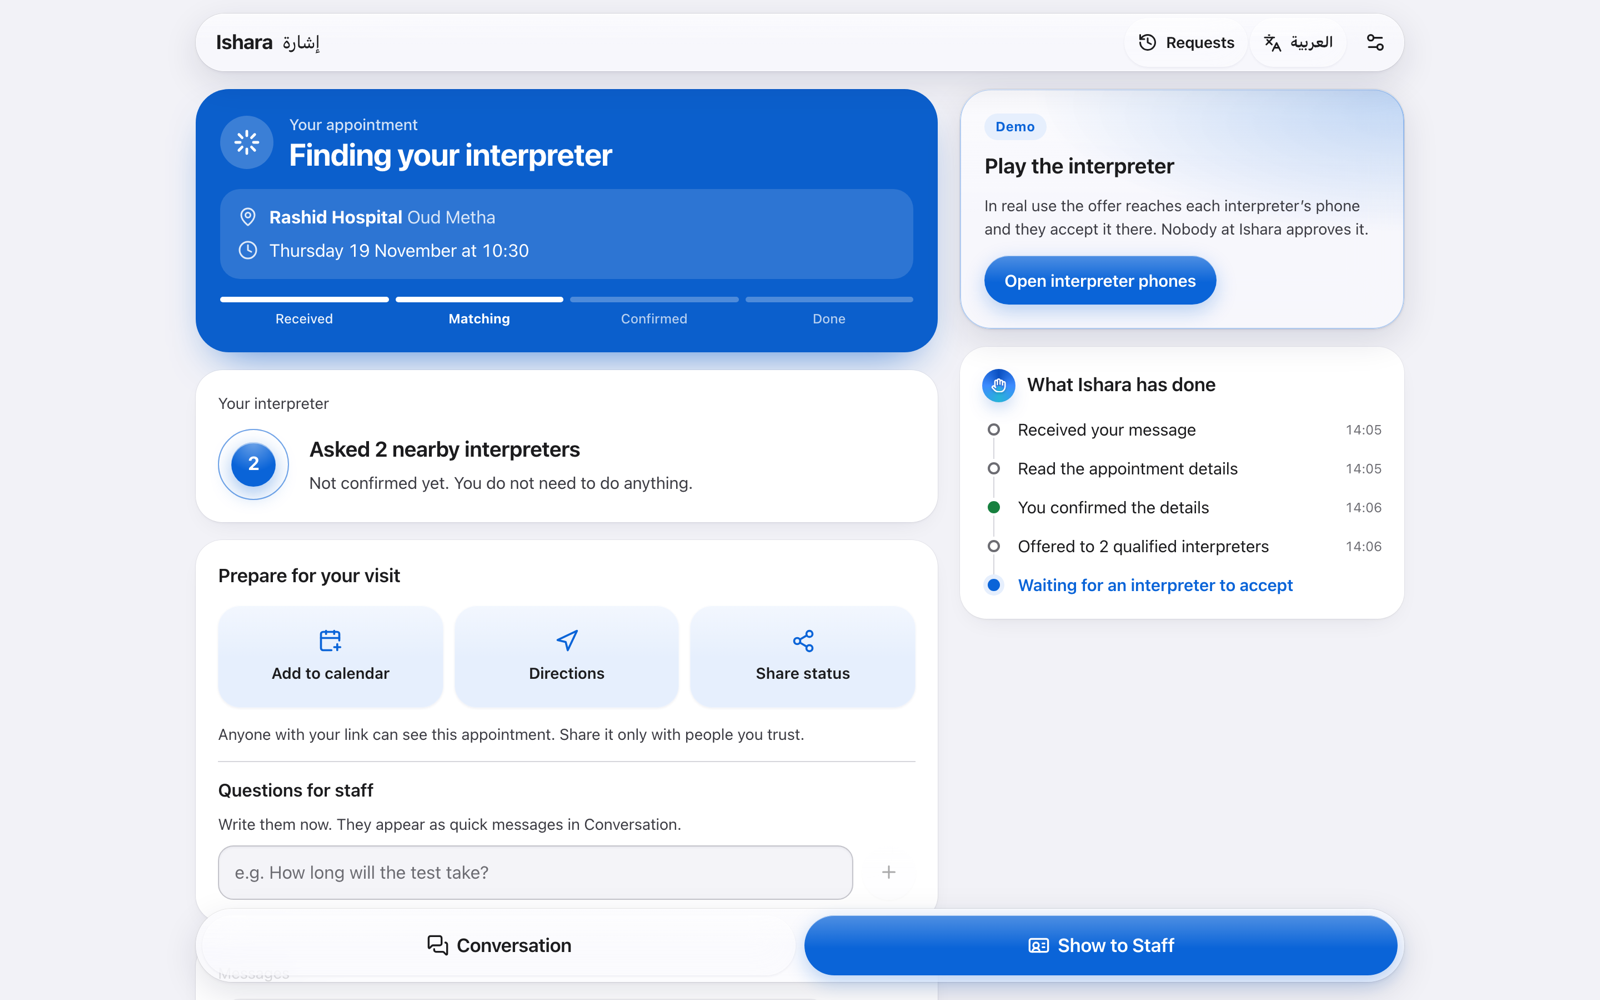 Ishara إشارة
Requests
العربية
Your appointment
Finding your interpreter
Rashid Hospital Oud Metha
Thursday 19 November at 10:30
Received
Matching
Confirmed
Done
Your interpreter
2
Asked 2 nearby interpreters
Not confirmed yet. You do not need to do anything.
Prepare for your visit
Add to calendar
Directions
Share status
Anyone with your link can see this appointment. Share it only with people you trust.
Questions for staff
Write them now. They appear as quick messages in Conversation.
e.g. How long will the test take?
Demo
Play the interpreter
In real use the offer reaches each interpreter’s phone
and they accept it there. Nobody at Ishara approves it.
Open interpreter phones
What Ishara has done
Received your message 14:05
Read the appointment details 14:05
You confirmed the details 14:06
Offered to 2 qualified interpreters 14:06
Waiting for an interpreter to accept
Conversation
Show to Staff
Messages